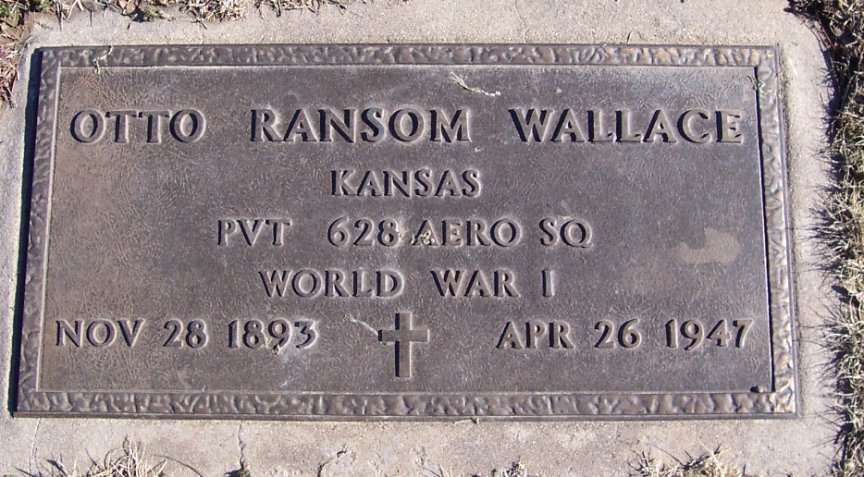 OTTO RANSOM WALLACE
KANSAS
PVT 628 AERO SQ
WORLD WAR I
NOV 28 1893 APR 26 1947